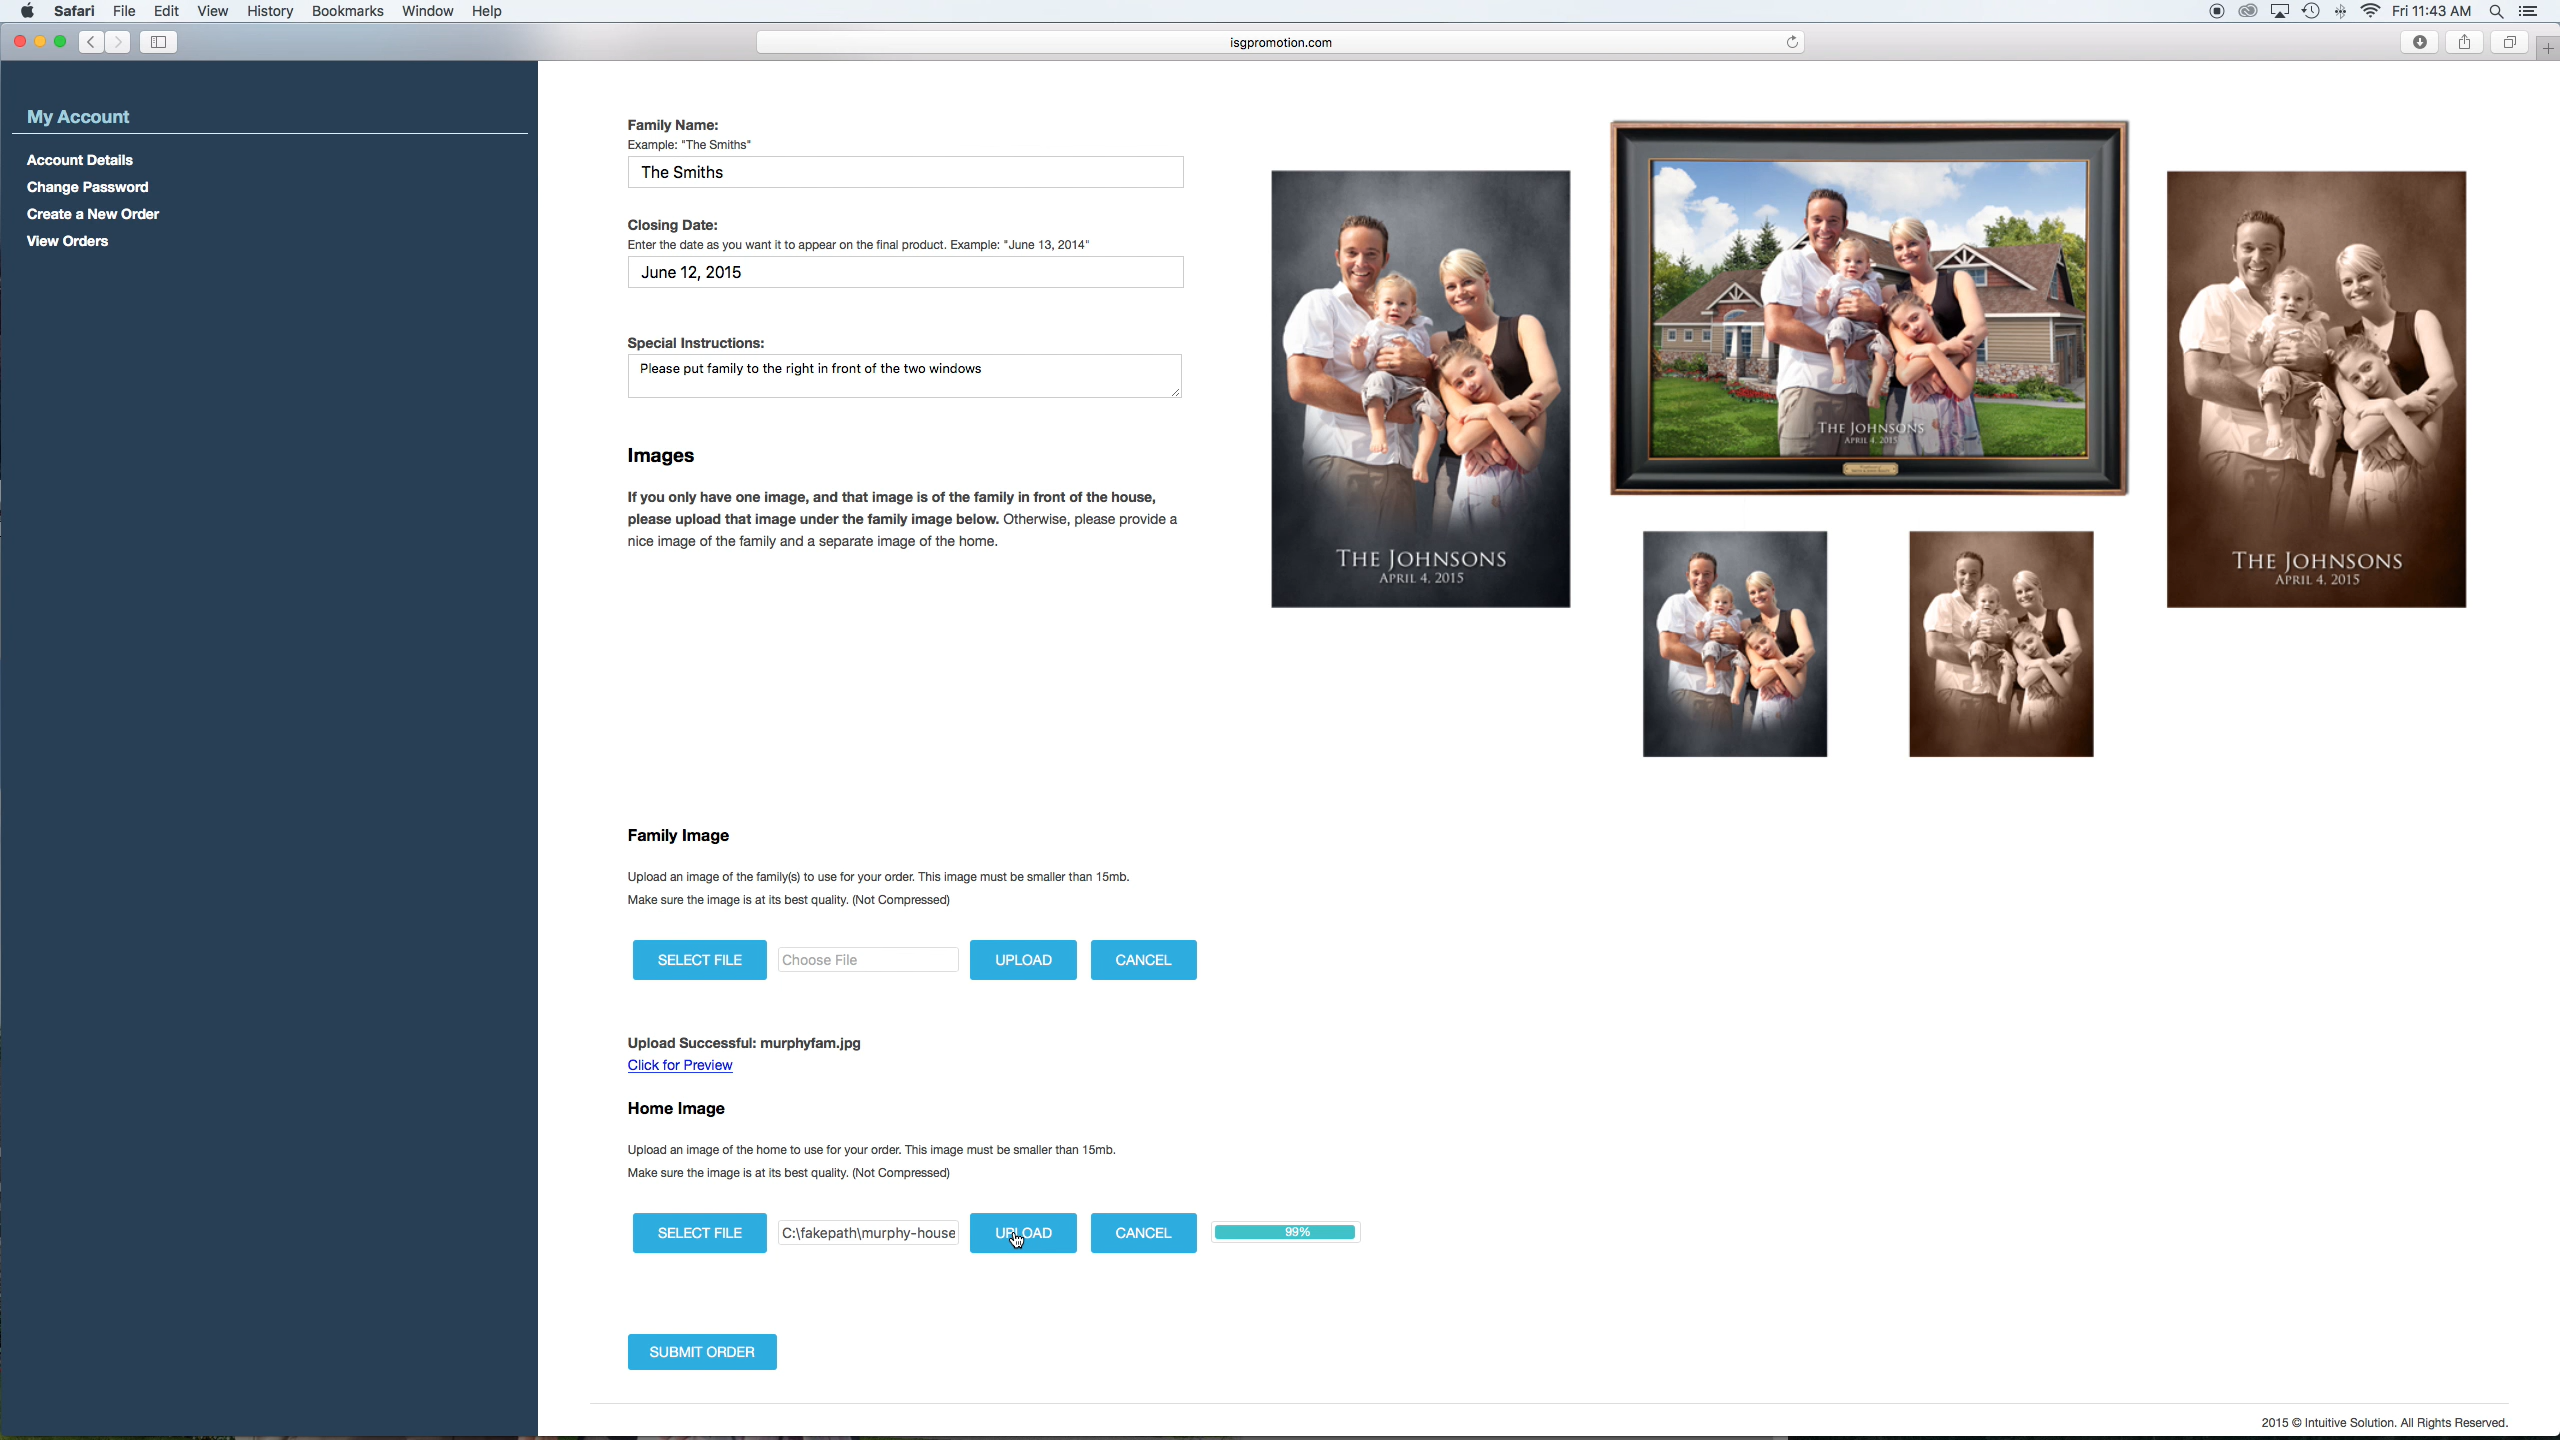 Safari File Edit View History Bookmarks Window Help
Fri 11:43 AM
isgpromotion.com
My Account
Account Details
Change Password
Create a New Order
View Orders
Family Name:
Example: "The Smiths"
The Smiths
Closing Date:
Enter the date as you want it to appear on the final product. Example: "June 13, 2014"
June 12, 2015
Special Instructions:
Please put family to the right in front of the two windows
Images
If you only have one image, and that image is of the family in front of the house,
please upload that image under the family image below. Otherwise, please provide a
nice image of the family and a separate image of the home.
THE JOHNSONS
APRIL 4, 2015
THE JOHNSONS
APRIL 4, 2015
THE JOHNSONS
APRIL 4, 2015
Family Image
Upload an image of the family(s) to use for your order. This image must be smaller than 15mb.
Make sure the image is at its best quality. (Not Compressed)
SELECT FILE Choose File UPLOAD CANCEL
Upload Successful: murphyfam.jpg
Click for Preview
Home Image
Upload an image of the home to use for your order. This image must be smaller than 15mb.
Make sure the image is at its best quality. (Not Compressed)
SELECT FILE C:\fakepath\murphy-house UPLOAD CANCEL 99%
SUBMIT ORDER
2015 © Intuitive Solution. All Rights Reserved.